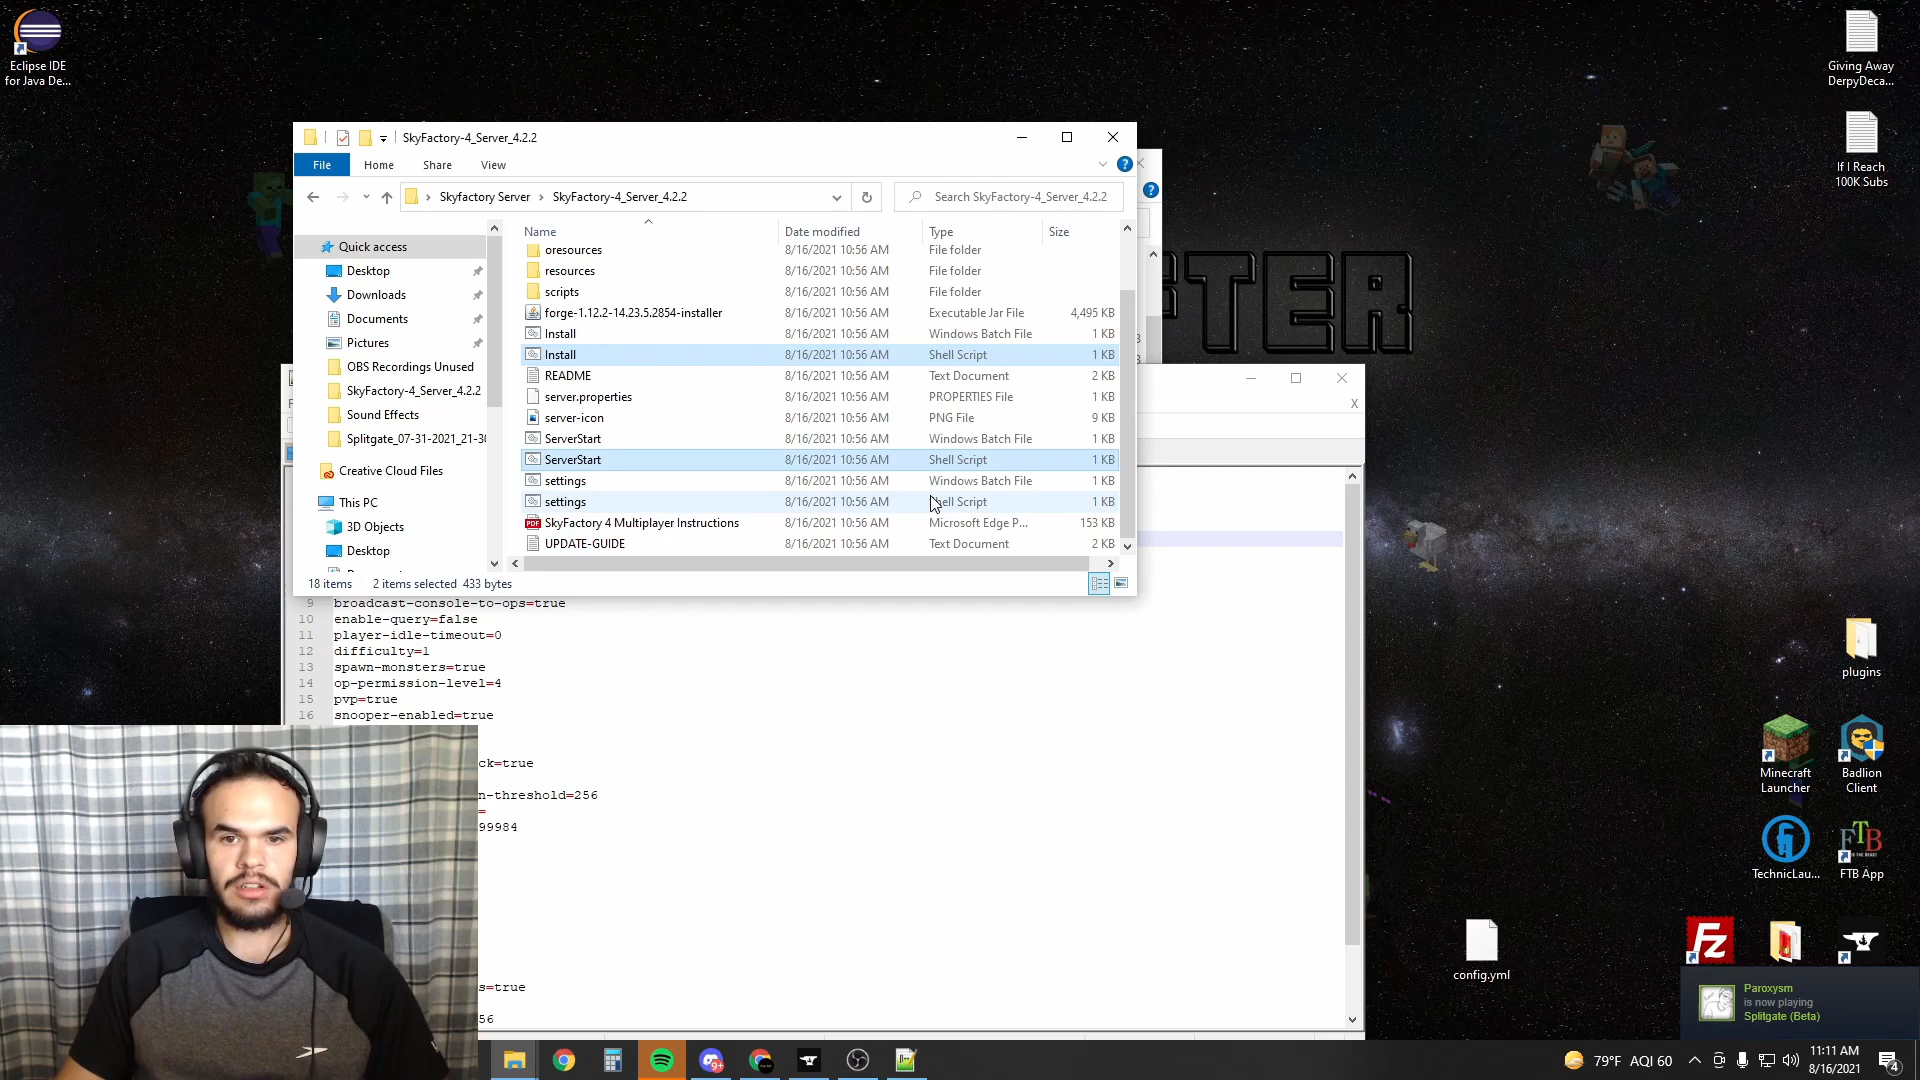 Eclipse IDE
for Java De...
Giving Away
DerpyDeca...
If I Reach
100K Subs
SkyFactory-4_Server_4.2.2
File
Home
Share
View
Skyfactory Server > SkyFactory-4_Server_4.2.2
Search SkyFactory-4_Server_4.2.2
Quick access
Desktop
Downloads
Documents
Pictures
OBS Recordings Unused
SkyFactory-4_Server_4.2.2
Sound Effects
Splitgate_07-31-2021_21-30
Creative Cloud Files
This PC
3D Objects
Desktop
Name Date modified Type Size
oresources 8/16/2021 10:56 AM File folder
resources 8/16/2021 10:56 AM File folder
scripts 8/16/2021 10:56 AM File folder
forge-1.12.2-14.23.5.2854-installer 8/16/2021 10:56 AM Executable Jar File 4,495 KB
Install 8/16/2021 10:56 AM Windows Batch File 1 KB
Install 8/16/2021 10:56 AM Shell Script 1 KB
README 8/16/2021 10:56 AM Text Document 2 KB
server.properties 8/16/2021 10:56 AM PROPERTIES File 1 KB
server-icon 8/16/2021 10:56 AM PNG File 9 KB
ServerStart 8/16/2021 10:56 AM Windows Batch File 1 KB
ServerStart 8/16/2021 10:56 AM Shell Script 1 KB
settings 8/16/2021 10:56 AM Windows Batch File 1 KB
settings 8/16/2021 10:56 AM Shell Script 1 KB
PDF SkyFactory 4 Multiplayer Instructions 8/16/2021 10:56 AM Microsoft Edge P... 153 KB
UPDATE-GUIDE 8/16/2021 10:56 AM Text Document 2 KB
18 items 2 items selected 433 bytes
X
9 broadcast-console-to-ops=true
10 enable-query=false
11 player-idle-timeout=0
12 difficulty=1
13 spawn-monsters=true
14 op-permission-level=4
15 pvp=true
16 snooper-enabled=true
ck=true
n-threshold=256
=
99984
s=true
56
TER
plugins
Minecraft
Launcher
Badlion
Client
TechnicLau...
FTB
FTB App
Fz
config.yml
Paroxysm
is now playing
Splitgate (Beta)
79°F AQI 60
11:11 AM
8/16/2021
4